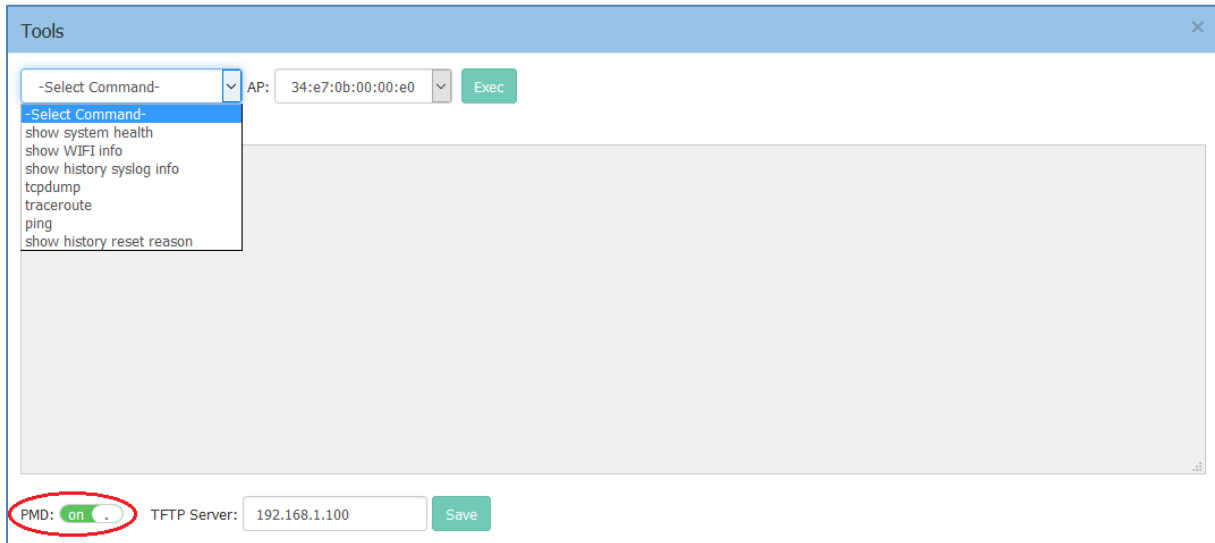 Tools
×
-Select Command- AP: 34:e7:0b:00:00:e0 Exec
-Select Command-
show system health
show WIFI info
show history syslog info
tcpdump
traceroute
ping
show history reset reason
PMD: on . TFTP Server: 192.168.1.100 Save